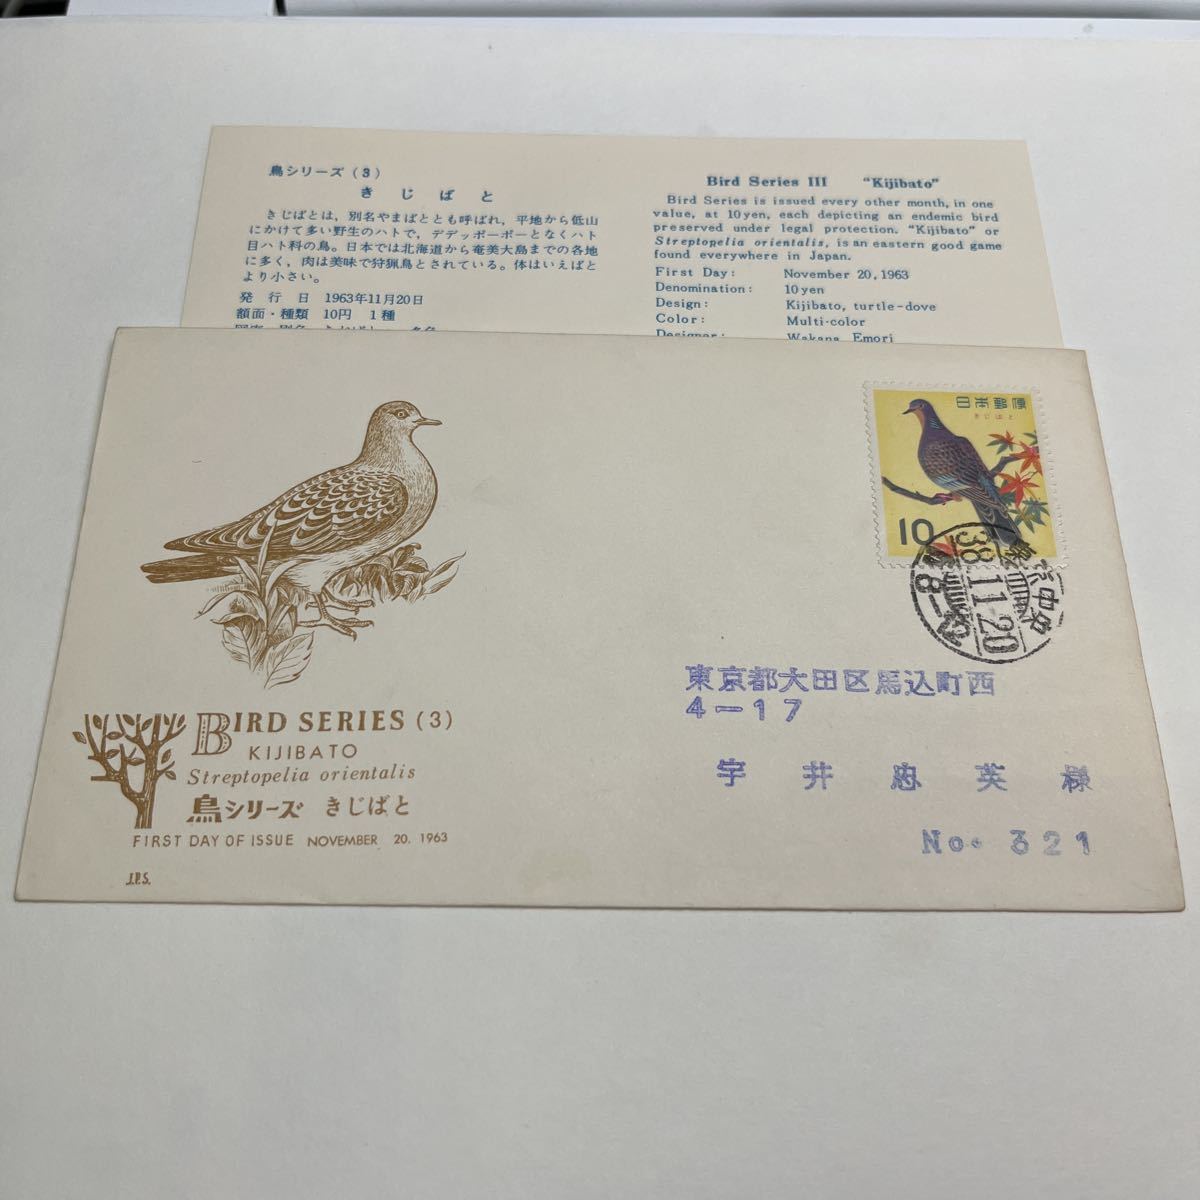 鳥シリーズ(3)
きじばと
きじばとは，別名やまばととも呼ばれ，平地から低山
にかけて多い野生のハトで，デデッポーポーとなくハト
目ハト科の鳥。日本では北海道から奄美大島までの各地
に多く，肉は美味で狩猟鳥とされている。体はいえばと
より小さい。
発行日 1963年11月20日
額面・種類 10円 1種
Bird Series III "Kijibato"
Bird Series is issued every other month, in one
value, at 10yen, each depicting an endemic bird
preserved under legal protection. "Kijibato" or
Streptopelia orientalis, is an eastern good game
found everywhere in Japan.
First Day: November 20, 1963
Denomination: 10yen
Design: Kijibato, turtle-dove
Color: Multi-color
Designer: Wakana Emori
日本郵便
きじばと
10
東京中央
38.11.20
東京都大田区馬込町西
4-17
宇井忠英様
No. 321
BIRD SERIES (3)
KIJIBATO
Streptopelia orientalis
鳥シリーズ きじばと
FIRST DAY OF ISSUE NOVEMBER 20. 1963
J.P.S.